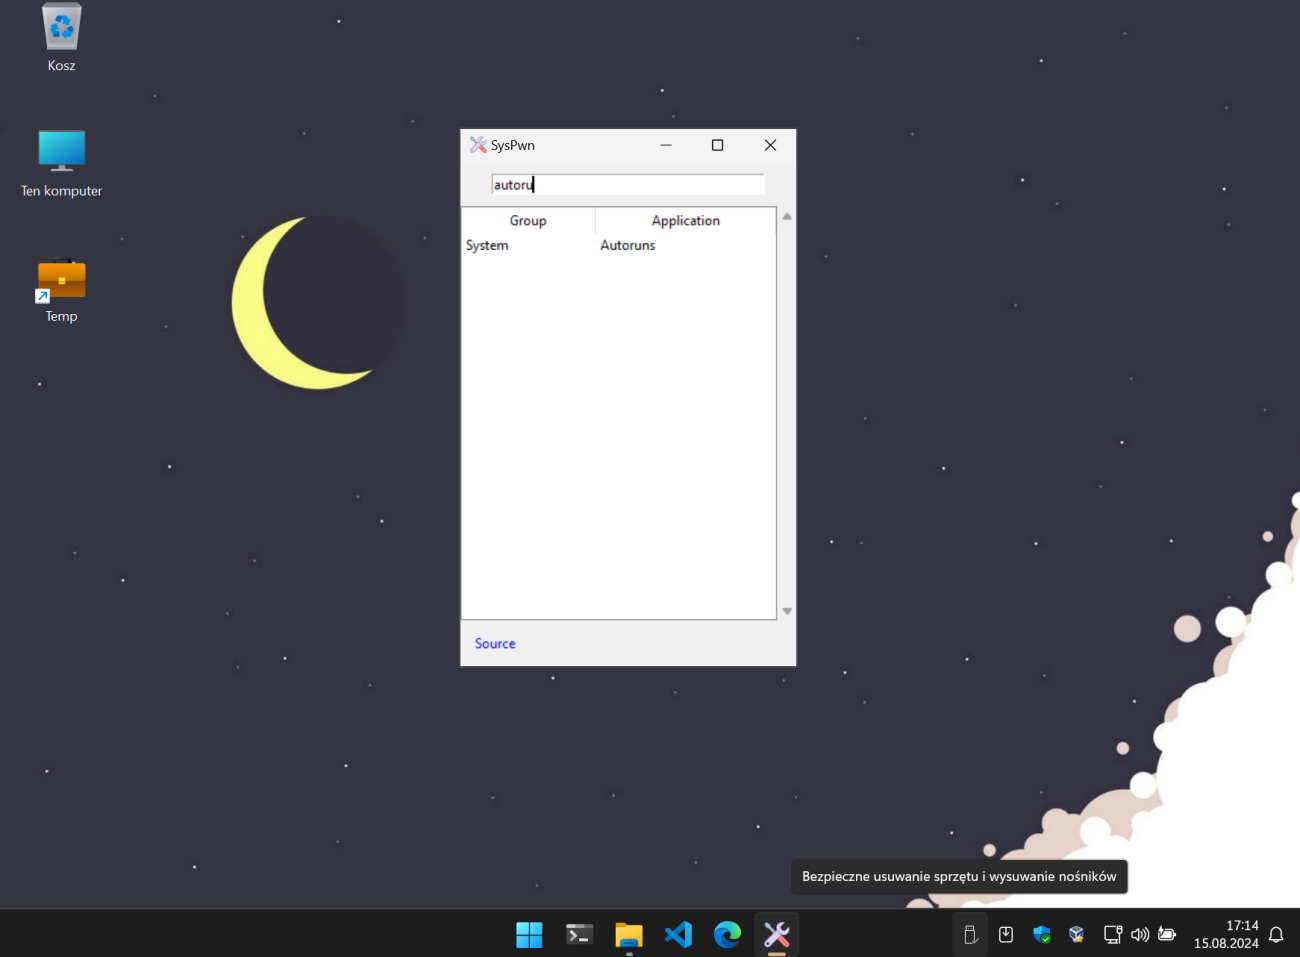 Kosz
Ten komputer
Temp
SysPwn
autoru
Group Application
System Autoruns
Source
Bezpieczne usuwanie sprzętu i wysuwanie nośników
17:14
15.08.2024